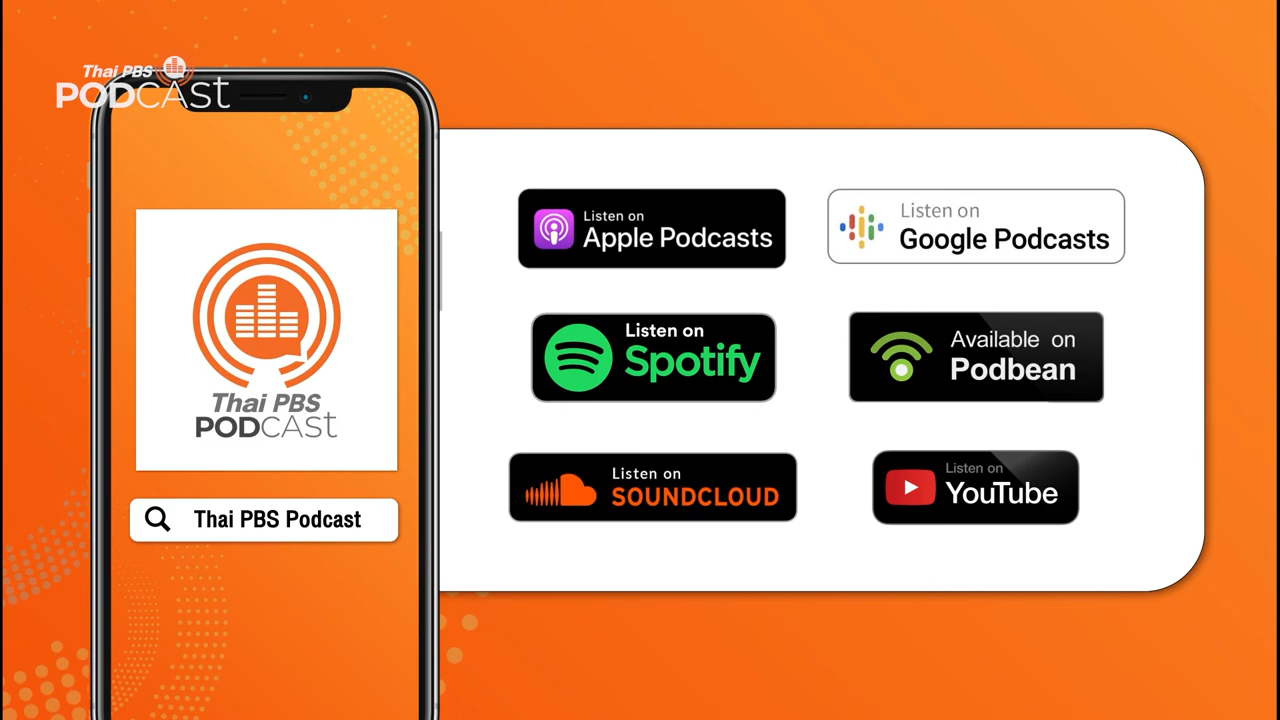 Thai PBS
PODCAST
Thai PBS
PODCAST
Thai PBS Podcast
Listen on
Apple Podcasts
Listen on
Google Podcasts
Listen on
Spotify
Available on
Podbean
Listen on
SOUNDCLOUD
Listen on
YouTube